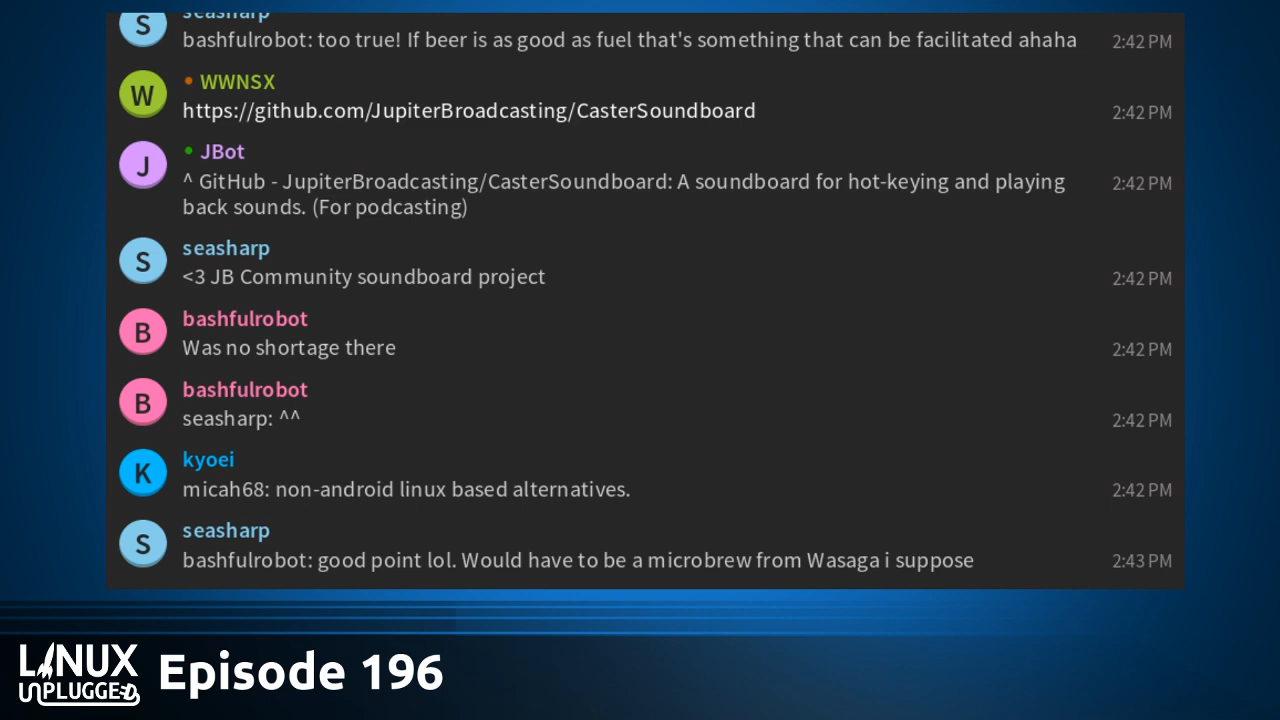 S
seasharp
bashfulrobot: too true! If beer is as good as fuel that's something that can be facilitated ahaha 2:42 PM
W
• WWNSX
https://github.com/JupiterBroadcasting/CasterSoundboard 2:42 PM
J
• JBot
^ GitHub - JupiterBroadcasting/CasterSoundboard: A soundboard for hot-keying and playing 2:42 PM
back sounds. (For podcasting)
S
seasharp
<3 JB Community soundboard project 2:42 PM
B
bashfulrobot
Was no shortage there 2:42 PM
B
bashfulrobot
seasharp: ^^ 2:42 PM
K
kyoei
micah68: non-android linux based alternatives. 2:42 PM
S
seasharp
bashfulrobot: good point lol. Would have to be a microbrew from Wasaga i suppose 2:43 PM
LINUX
UNPLUGGED
Episode 196